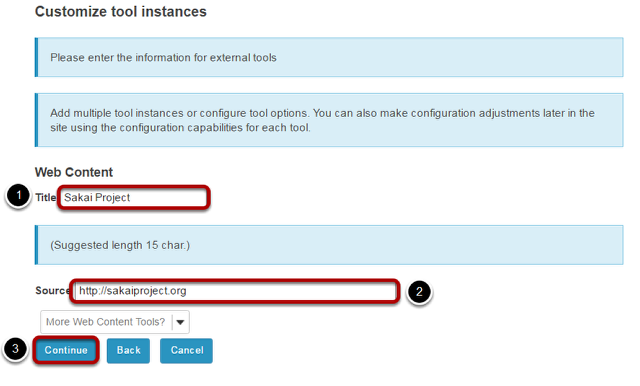 Customize tool instances
Please enter the information for external tools
Add multiple tool instances or configure tool options. You can also make configuration adjustments later in the
site using the configuration capabilities for each tool.
Web Content
1 Title Sakai Project
(Suggested length 15 char.)
Source http://sakaiproject.org 2
More Web Content Tools?
3 Continue Back Cancel